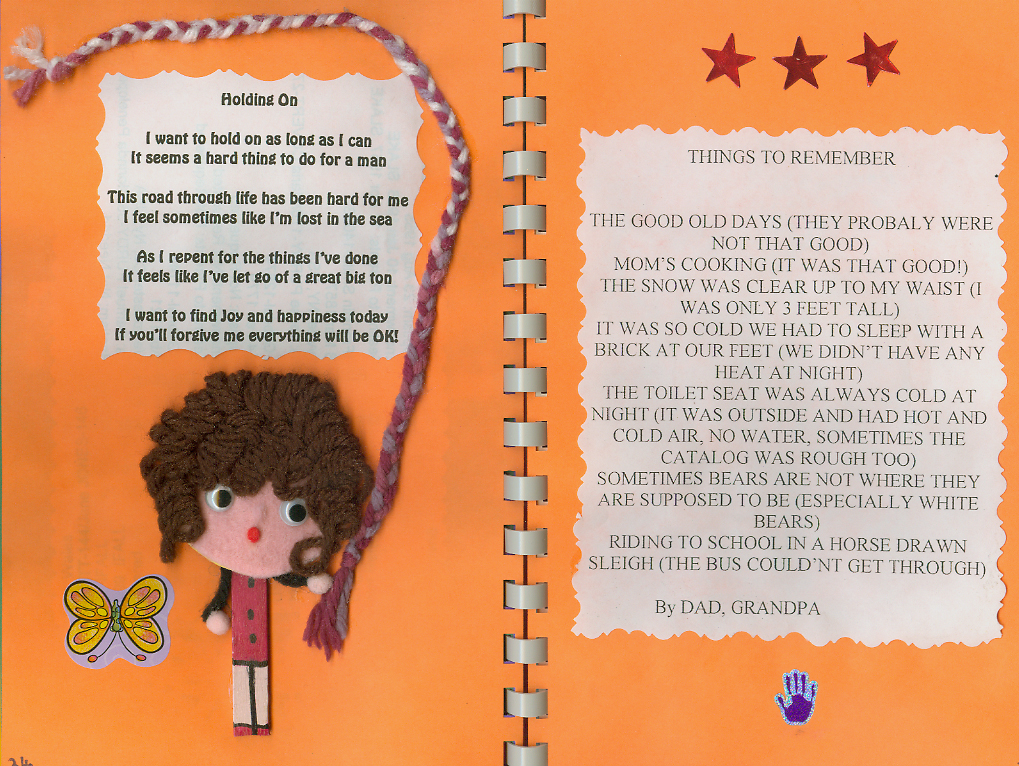 Holding On
I want to hold on as long as I can
It seems a hard thing to do for a man
This road through life has been hard for me
I feel sometimes like I'm lost in the sea
As I repent for the things I've done
It feels like I've let go of a great big ton
I want to find Joy and happiness today
If you'll forgive me everything will be OK!
24
THINGS TO REMEMBER
THE GOOD OLD DAYS (THEY PROBALY WERE
NOT THAT GOOD)
MOM'S COOKING (IT WAS THAT GOOD!)
THE SNOW WAS CLEAR UP TO MY WAIST (I
WAS ONLY 3 FEET TALL)
IT WAS SO COLD WE HAD TO SLEEP WITH A
BRICK AT OUR FEET (WE DIDN'T HAVE ANY
HEAT AT NIGHT)
THE TOILET SEAT WAS ALWAYS COLD AT
NIGHT (IT WAS OUTSIDE AND HAD HOT AND
COLD AIR, NO WATER, SOMETIMES THE
CATALOG WAS ROUGH TOO)
SOMETIMES BEARS ARE NOT WHERE THEY
ARE SUPPOSED TO BE (ESPECIALLY WHITE
BEARS)
RIDING TO SCHOOL IN A HORSE DRAWN
SLEIGH (THE BUS COULD'NT GET THROUGH)
By DAD, GRANDPA